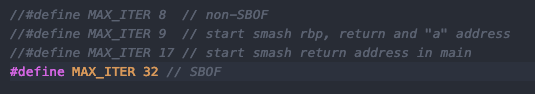 //#define MAX_ITER 8  // non-SBOF
//#define MAX_ITER 9  // start smash rbp, return and "a" address
//#define MAX_ITER 17 // start smash return address in main
#define MAX_ITER 32 // SBOF